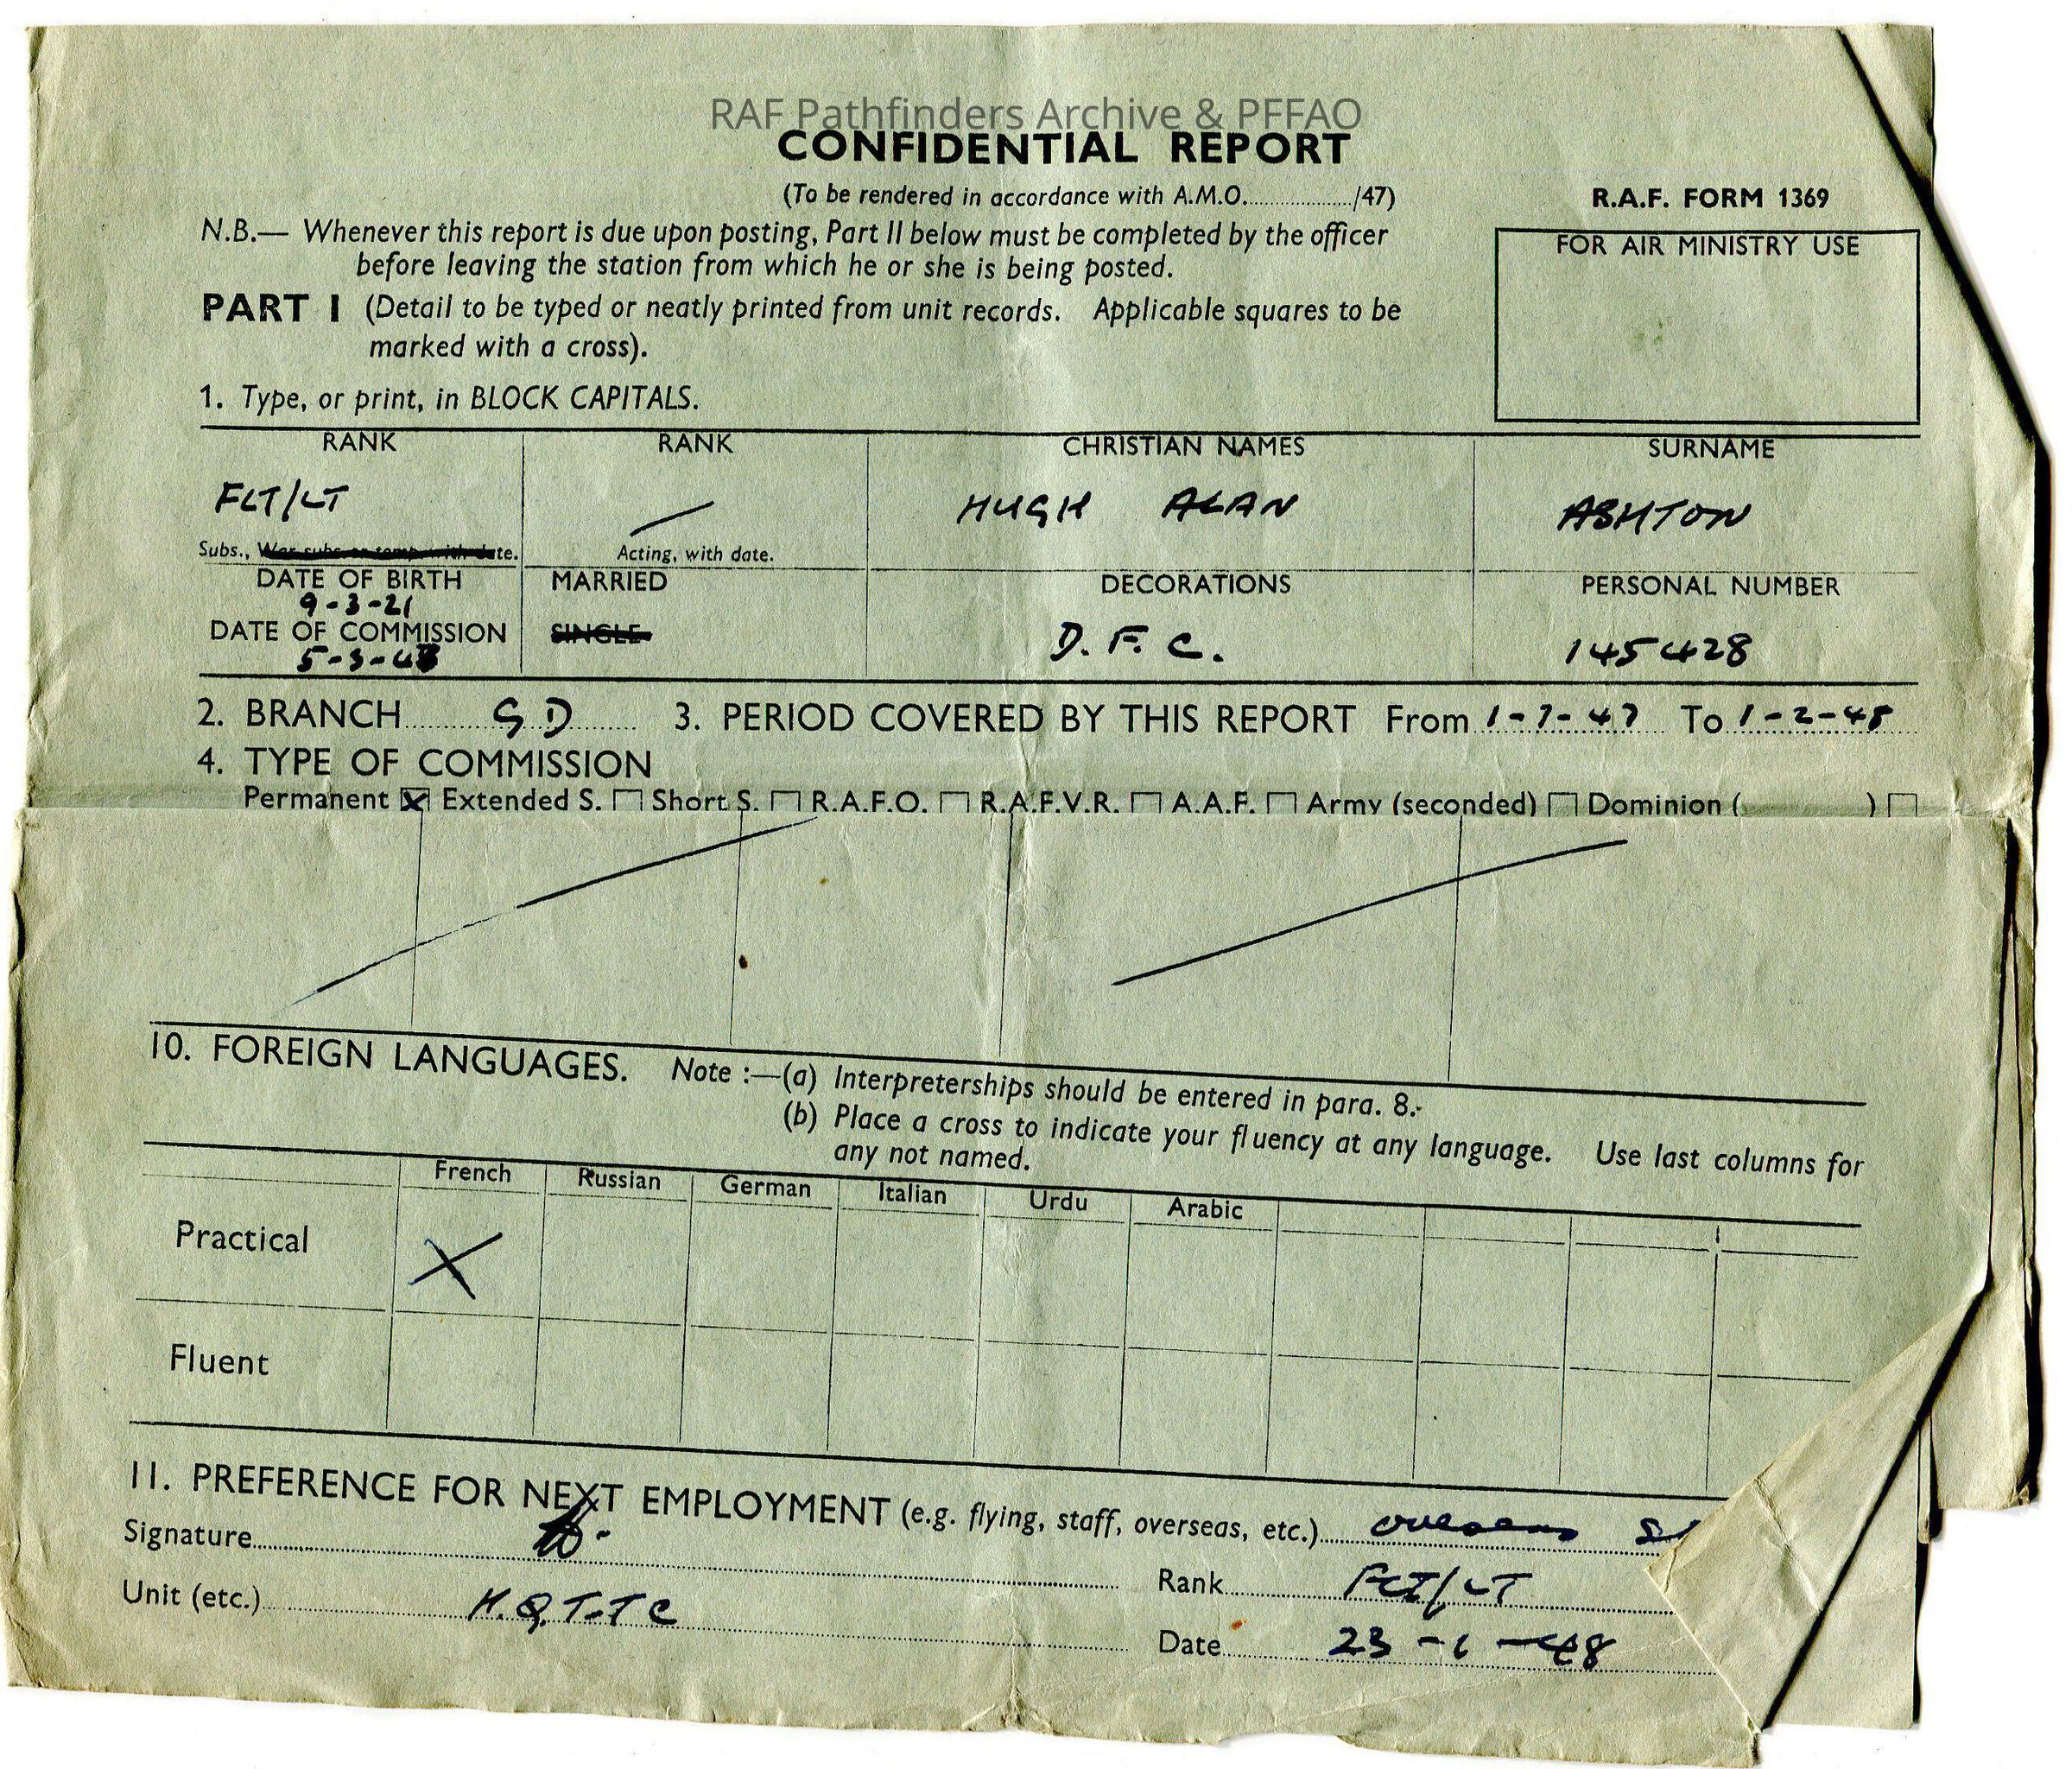 RAF Pathfinders Archive & PFFAO
CONFIDENTIAL REPORT
(To be rendered in accordance with A.M.O. /47)
R.A.F. FORM 1369
N.B.— Whenever this report is due upon posting, Part II below must be completed by the officer
before leaving the station from which he or she is being posted.
FOR AIR MINISTRY USE
PART I (Detail to be typed or neatly printed from unit records. Applicable squares to be
marked with a cross).
1. Type, or print, in BLOCK CAPITALS.
RANK RANK CHRISTIAN NAMES SURNAME
FLT/LT HUGH ALAN ASHTON
Subs., War subs. or temp. with date. Acting, with date.
DATE OF BIRTH MARRIED DECORATIONS PERSONAL NUMBER
9-3-21
DATE OF COMMISSION SINGLE D.F.C. 145428
5-3-43
2. BRANCH GD 3. PERIOD COVERED BY THIS REPORT From 1-7-47 To 1-2-48
4. TYPE OF COMMISSION
Permanent X Extended S. Short S. R.A.F.O. R.A.F.V.R. A.A.F. Army (seconded) Dominion ( )
10. FOREIGN LANGUAGES. Note :—(a) Interpreterships should be entered in para. 8.
(b) Place a cross to indicate your fluency at any language. Use last columns for
any not named.
French Russian German Italian Urdu Arabic
Practical X
Fluent
11. PREFERENCE FOR NEXT EMPLOYMENT (e.g. flying, staff, overseas, etc.) overseas
Signature
Rank FLT/LT
Unit (etc.) H.Q.T.T C
Date 23-1-48